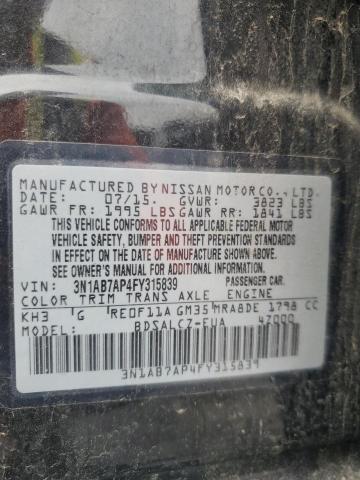 MANUFACTURED BY NISSAN MOTOR CO., LTD.
DATE: 07/15. GVWR: 3823 LBS
GAWR FR: 1995 LBS GAWR RR: 1841 LBS
THIS VEHICLE CONFORMS TO ALL APPLICABLE
FEDERAL MOTOR
VEHICLE SAFETY, BUMPER AND THEFT PREVENTION STANDARDS
IN EFFECT ON THE DATE OF MANUFACTURE SHOWN ABOVE.
SEE OWNER'S MANUAL FOR ADDITIONAL INFORMATION.
VIN: 3N1AB7AP4FY315839 PASSENGER CAR.
COLOR TRIM TRANS AXLE ENGINE
KH3 G RE0F11A GM35 MRA8DE 1798 CC
MODEL: BDSALCZ-EUA 42000
3N1AB7AP4FY315839